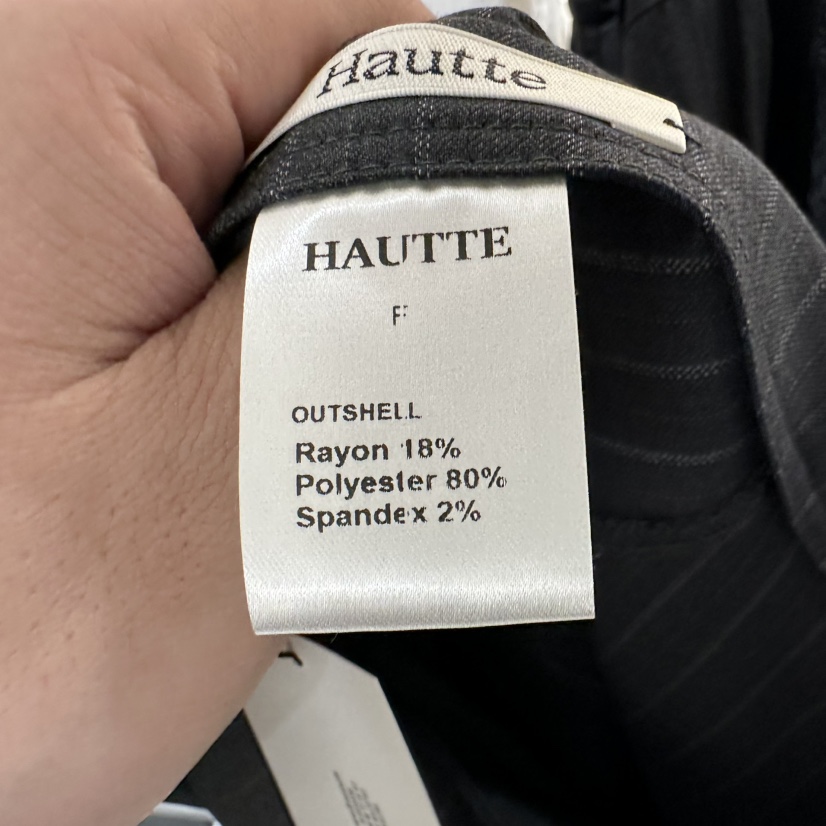 Hautte
HAUTTE
F
OUTSHELL
Rayon 18%
Polyester 80%
Spandex 2%